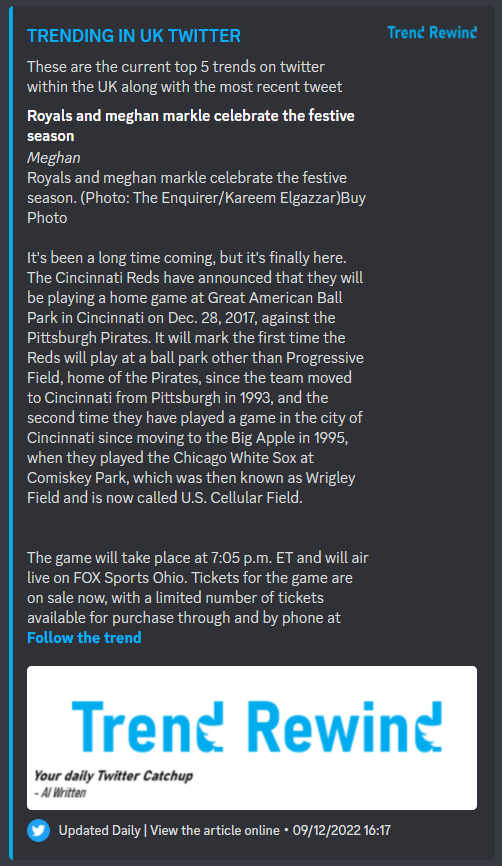 TRENDING IN UK TWITTER
Trend Rewind
These are the current top 5 trends on twitter
within the UK along with the most recent tweet
Royals and meghan markle celebrate the festive
season
Meghan
Royals and meghan markle celebrate the festive
season. (Photo: The Enquirer/Kareem Elgazzar)Buy
Photo
It's been a long time coming, but it's finally here.
The Cincinnati Reds have announced that they will
be playing a home game at Great American Ball
Park in Cincinnati on Dec. 28, 2017, against the
Pittsburgh Pirates. It will mark the first time the
Reds will play at a ball park other than Progressive
Field, home of the Pirates, since the team moved
to Cincinnati from Pittsburgh in 1993, and the
second time they have played a game in the city of
Cincinnati since moving to the Big Apple in 1995,
when they played the Chicago White Sox at
Comiskey Park, which was then known as Wrigley
Field and is now called U.S. Cellular Field.
The game will take place at 7:05 p.m. ET and will air
live on FOX Sports Ohio. Tickets for the game are
on sale now, with a limited number of tickets
available for purchase through and by phone at
Follow the trend
Trend Rewind
Your daily Twitter Catchup
- AI Written
Updated Daily | View the article online • 09/12/2022 16:17